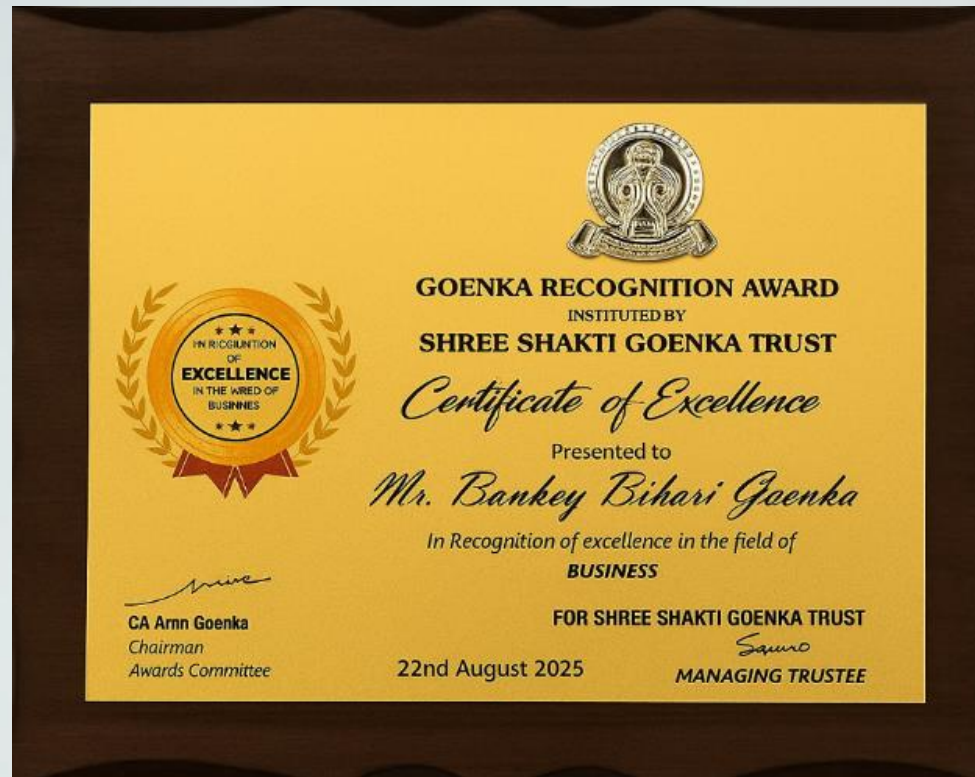 GOENKA RECOGNITION AWARD
INSTITUTED BY
SHREE SHAKTI GOENKA TRUST
Certificate of Excellence
Presented to
Mr. Bankey Bihari Goenka
In Recognition of excellence in the field of
BUSINESS
IN RICGIUNTION
OF
EXCELLENCE
IN THE WRED OF
BUSINNES
CA Arnn Goenka
Chairman
Awards Committee
22nd August 2025
FOR SHREE SHAKTI GOENKA TRUST
MANAGING TRUSTEE